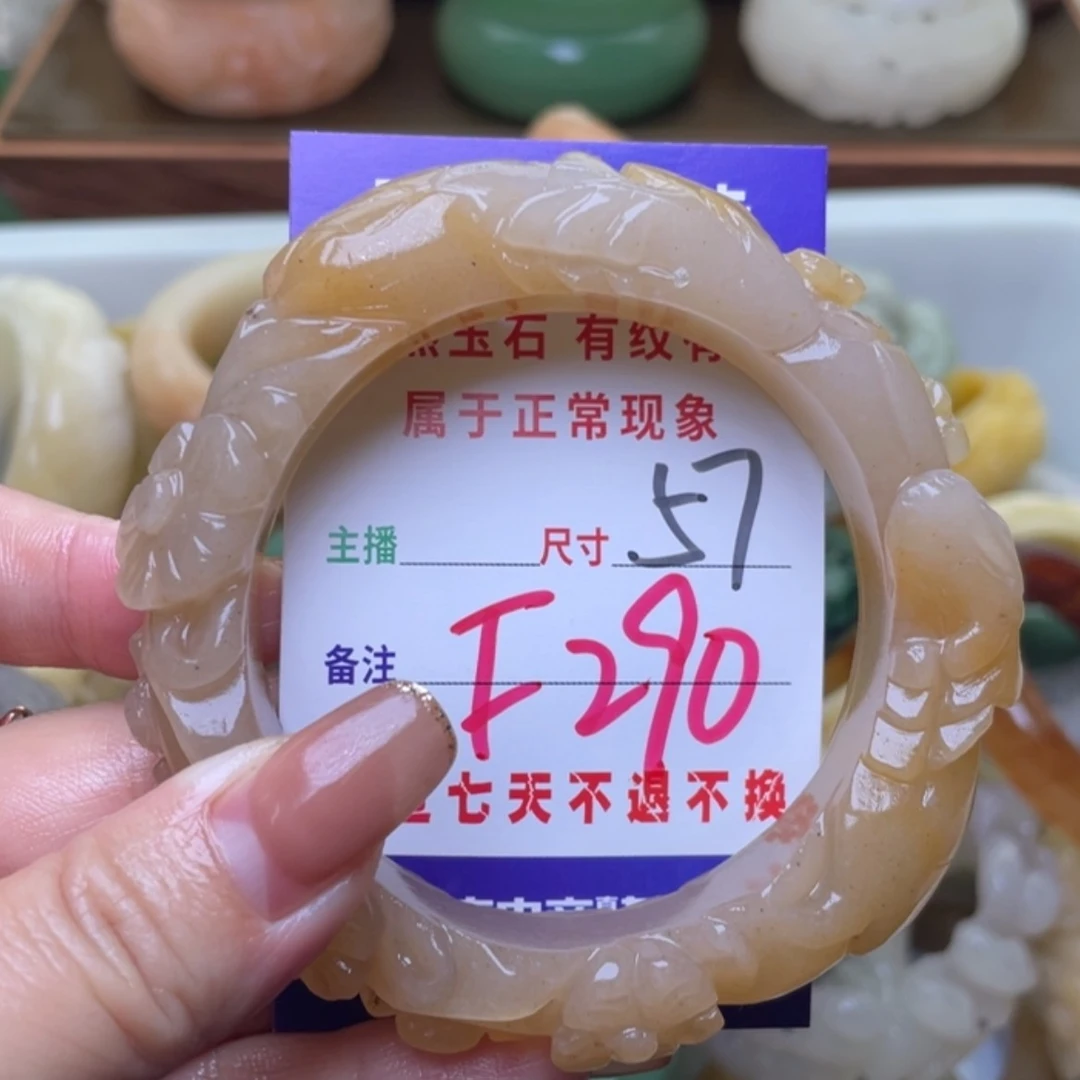 玉石 有纹有
属于正常现象
主播 尺寸 57
备注 F290
七天不退不换